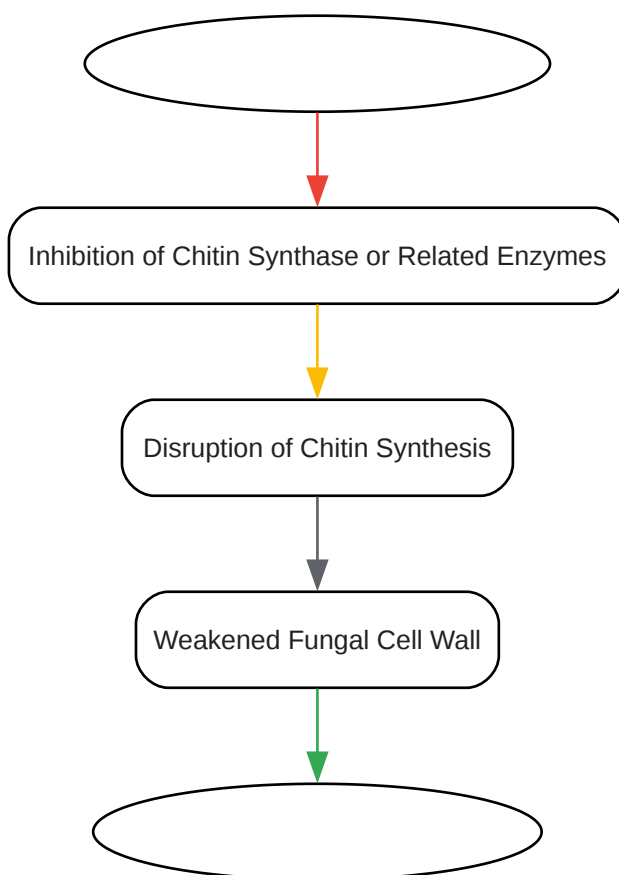 Inhibition of Chitin Synthase or Related Enzymes
Disruption of Chitin Synthesis
Weakened Fungal Cell Wall